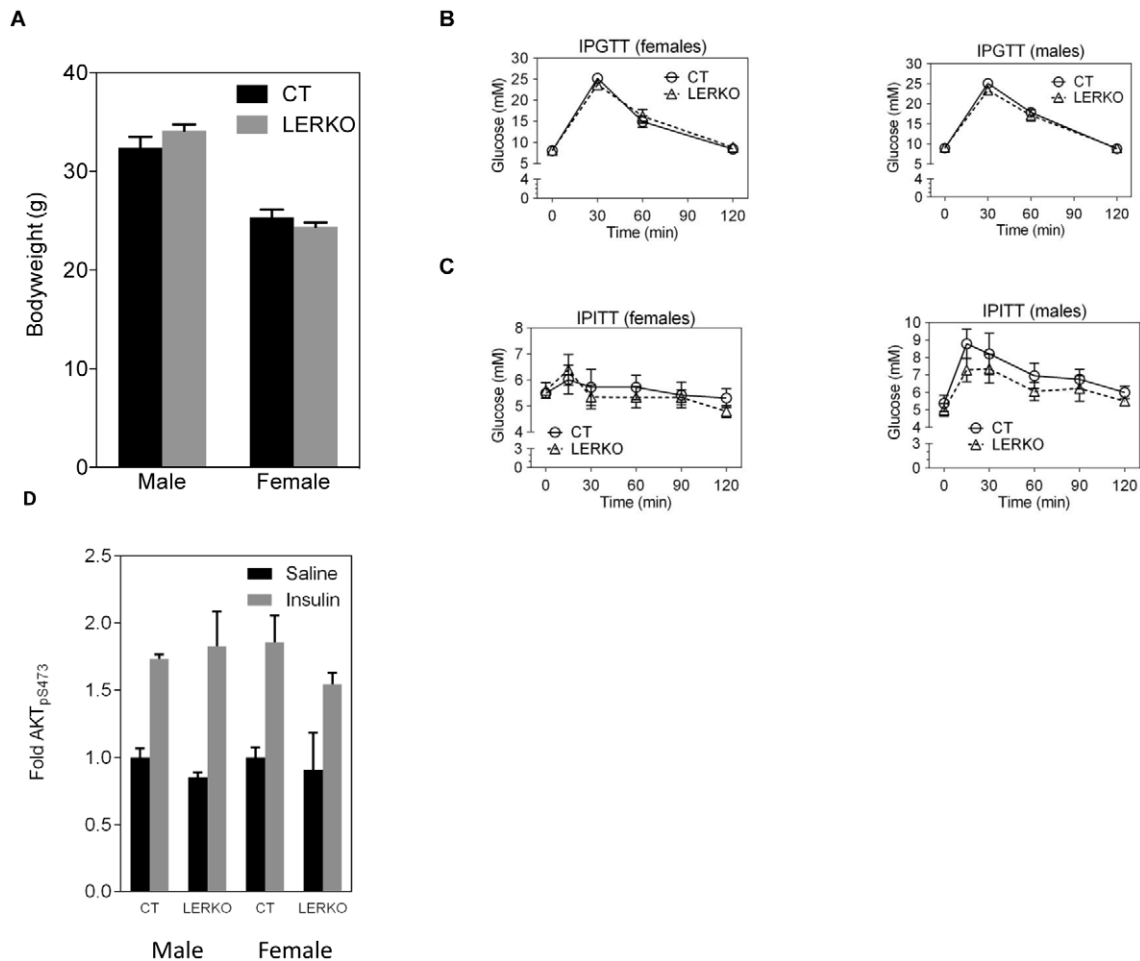 A
Bodyweight (g)
40
30
20
10
0
CT
LERKO
Male Female
B
IPGTT (females)
Glucose (mM)
30
25
20
15
10
5
4
0
CT
LERKO
0 30 60 90 120
Time (min)
IPGTT (males)
Glucose (mM)
30
25
20
15
10
5
4
0
CT
LERKO
0 30 60 90 120
Time (min)
C
IPITT (females)
Glucose (mM)
8
7
6
5
4
3
0
CT
LERKO
0 30 60 90 120
Time (min)
IPITT (males)
Glucose (mM)
10
9
8
7
6
5
4
3
0
CT
LERKO
0 30 60 90 120
Time (min)
D
Fold AKTpS473
2.5
2.0
1.5
1.0
0.5
0.0
Saline
Insulin
CT LERKO CT LERKO
Male Female